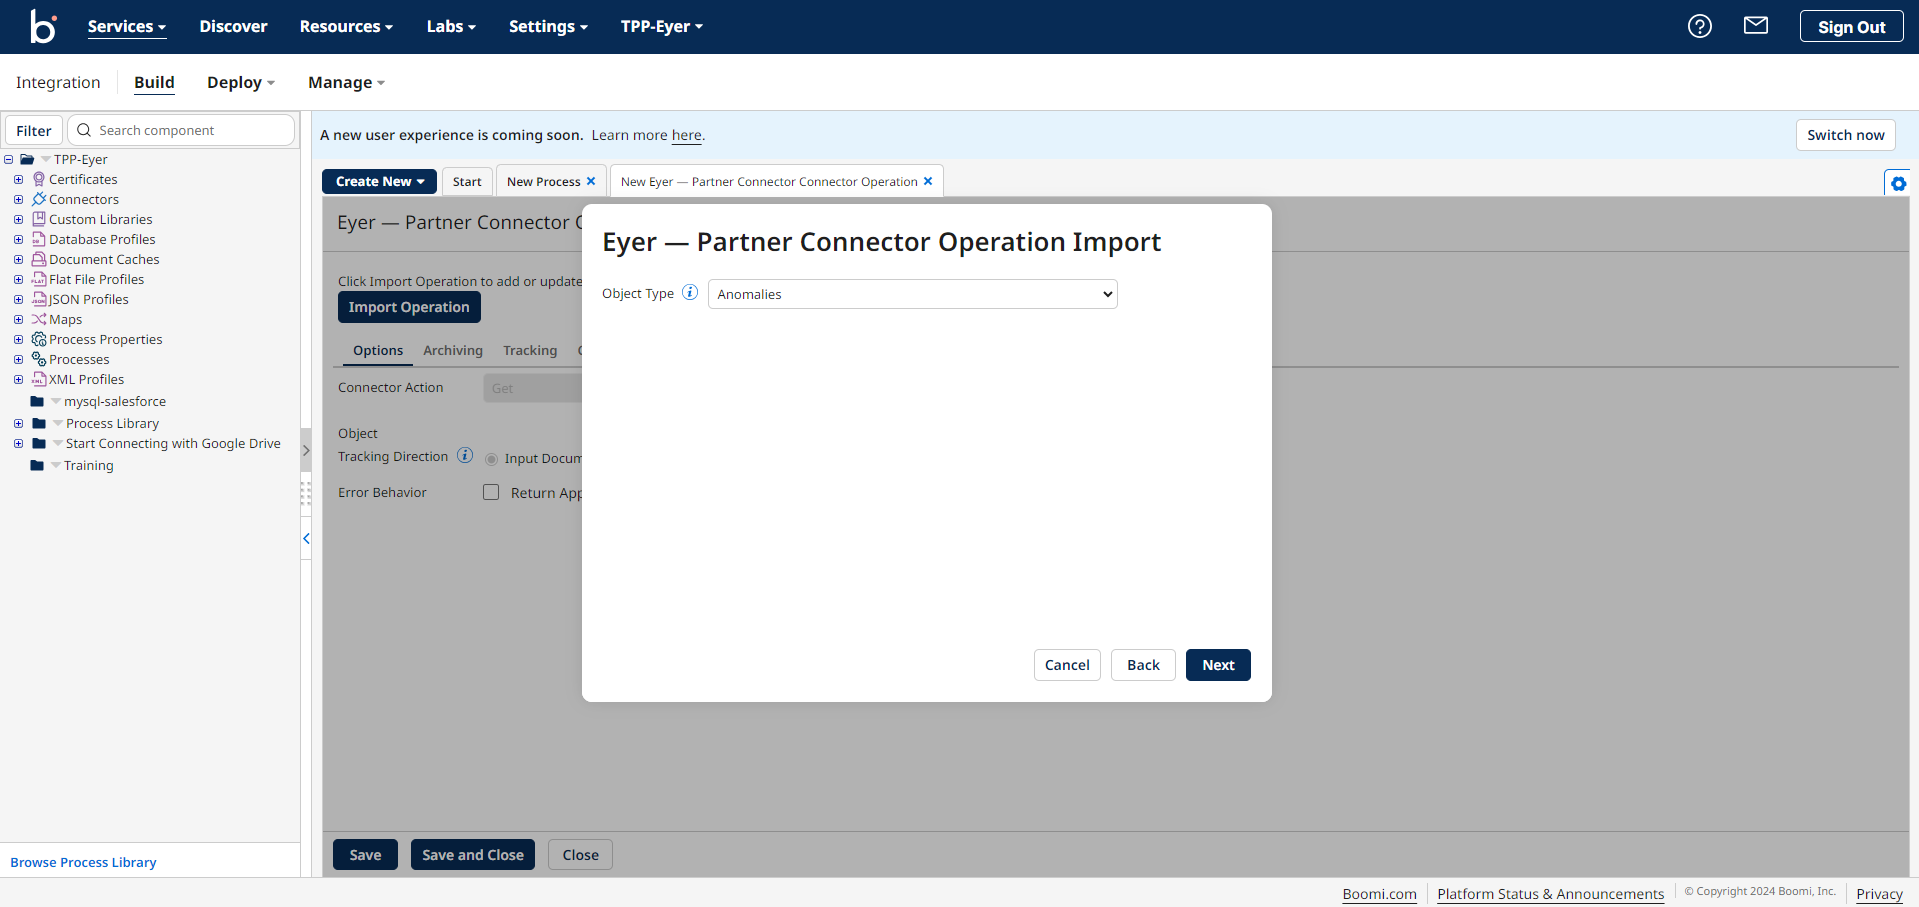 b Services Discover Resources Labs Settings TPP-Eyer Sign Out
Integration Build Deploy Manage
Filter Search component
A new user experience is coming soon. Learn more here. Switch now
TPP-Eyer
Certificates
Connectors
Custom Libraries
Database Profiles
Document Caches
Flat File Profiles
JSON Profiles
Maps
Process Properties
Processes
XML Profiles
mysql-salesforce
Process Library
Start Connecting with Google Drive
Training
Browse Process Library
Create New Start New Process New Eyer — Partner Connector Connector Operation
Eyer — Partner Connector
Click Import Operation to add or update
Import Operation
Options Archiving Tracking
Connector Action Get
Object
Tracking Direction Input Docum
Error Behavior Return App
Eyer — Partner Connector Operation Import
Object Type Anomalies
Cancel Back Next
Save Save and Close Close
Boomi.com Platform Status & Announcements © Copyright 2024 Boomi, Inc. Privacy